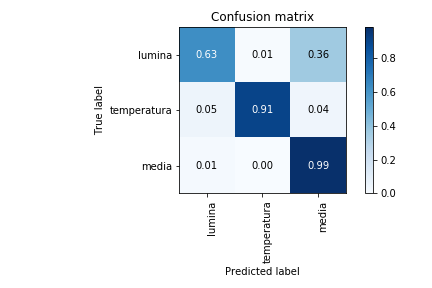 Confusion matrix
True label
lumina 0.63 0.01 0.36
temperatura 0.05 0.91 0.04
media 0.01 0.00 0.99
lumina temperatura media
Predicted label
0.8
0.6
0.4
0.2
0.0